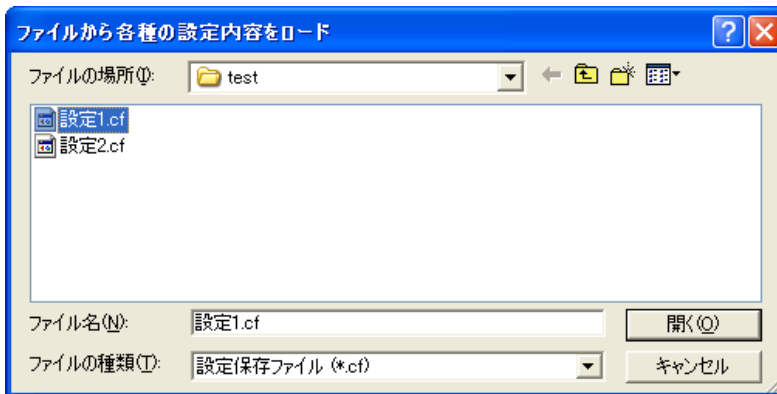 ファイルから各種の設定内容をロード
ファイルの場所(I): test
設定1.cf
設定2.cf
ファイル名(N): 設定1.cf 開く(O)
ファイルの種類(T): 設定保存ファイル (*.cf) キャンセル